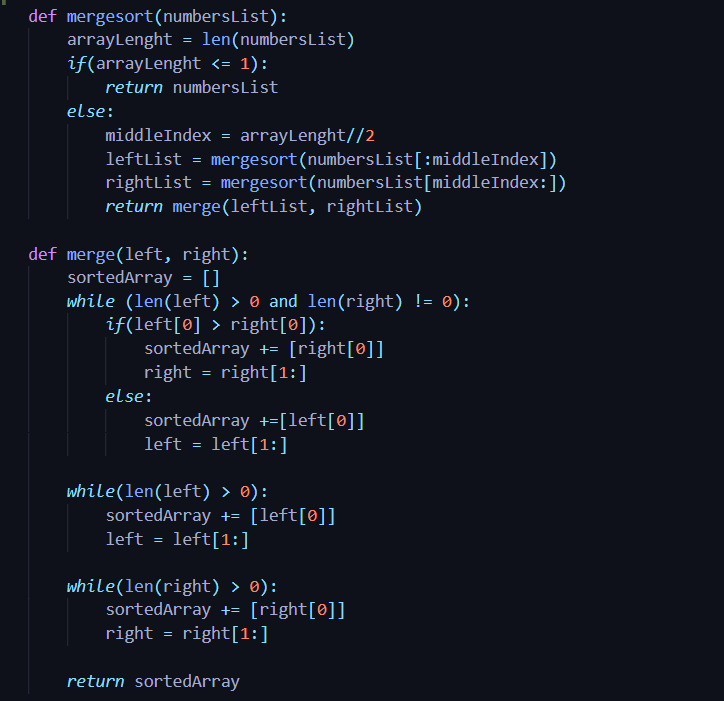 def mergesort(numbersList):
    arrayLenght = len(numbersList)
    if(arrayLenght <= 1):
        return numbersList
    else:
        middleIndex = arrayLenght//2
        leftList = mergesort(numbersList[:middleIndex])
        rightList = mergesort(numbersList[middleIndex:])
        return merge(leftList, rightList)

def merge(left, right):
    sortedArray = []
    while (len(left) > 0 and len(right) != 0):
        if(left[0] > right[0]):
            sortedArray += [right[0]]
            right = right[1:]
        else:
            sortedArray +=[left[0]]
            left = left[1:]

    while(len(left) > 0):
        sortedArray += [left[0]]
        left = left[1:]

    while(len(right) > 0):
        sortedArray += [right[0]]
        right = right[1:]

    return sortedArray